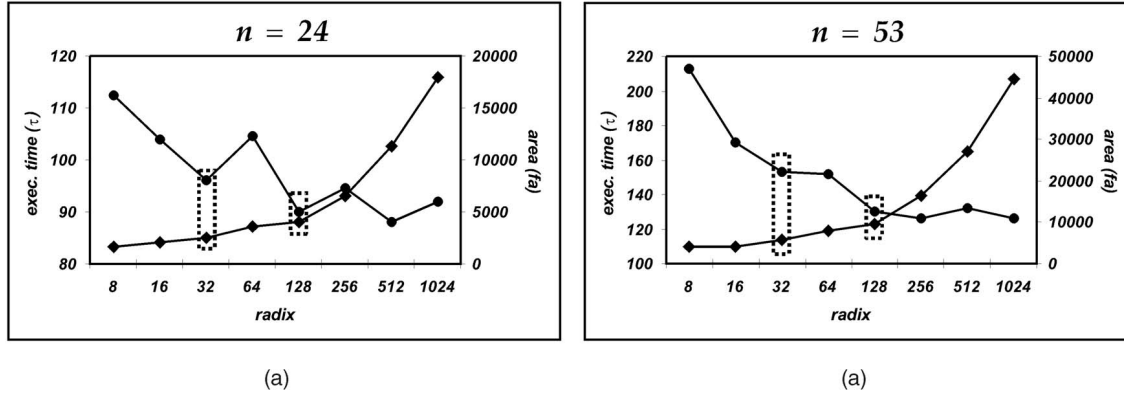 n = 24
120
110
100
90
80
exec. time (τ)
20000
15000
10000
5000
0
area (fa)
8 16 32 64 128 256 512 1024
radix
(a)
n = 53
220
200
180
160
140
120
100
exec. time (τ)
50000
40000
30000
20000
10000
0
area (fa)
8 16 32 64 128 256 512 1024
radix
(a)